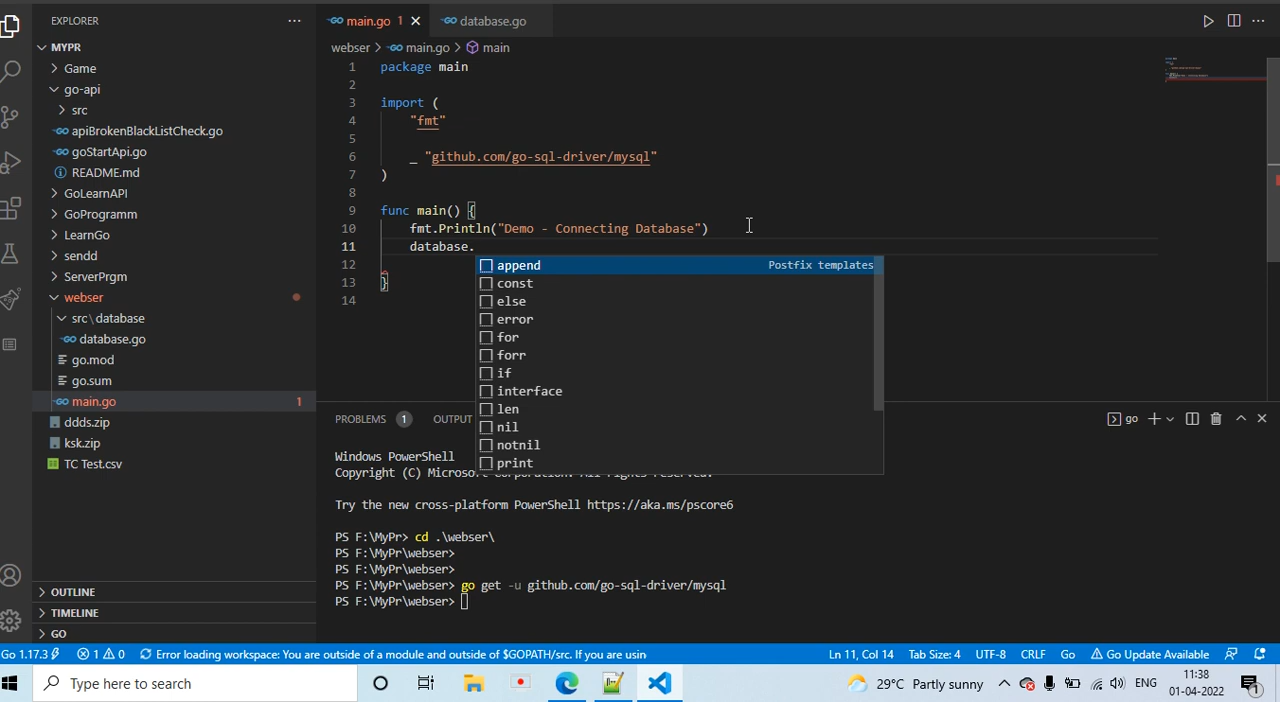 EXPLORER
MYPR
Game
go-api
src
apiBrokenBlackListCheck.go
goStartApi.go
README.md
GoLearnAPI
GoProgramm
LearnGo
sendd
ServerPrgm
webser
src\database
database.go
go.mod
go.sum
main.go 1
ddds.zip
ksk.zip
TC Test.csv
OUTLINE
TIMELINE
GO
main.go 1 database.go
webser > main.go > main
1 package main
2
3 import (
4 "fmt"
5
6 _ "github.com/go-sql-driver/mysql"
7 )
8
9 func main() {
10 fmt.Println("Demo - Connecting Database")
11 database.
12
13 }
14
append Postfix templates
const
else
error
for
forr
if
interface
len
nil
notnil
print
PROBLEMS 1 OUTPUT
go
Windows PowerShell
Try the new cross-platform PowerShell https://aka.ms/pscore6
PS F:\MyPr> cd .\webser\
PS F:\MyPr\webser>
PS F:\MyPr\webser>
PS F:\MyPr\webser> go get -u github.com/go-sql-driver/mysql
PS F:\MyPr\webser>
Go 1.17.3 1 0 Error loading workspace: You are outside of a module and outside of $GOPATH/src. If you are usin Ln 11, Col 14 Tab Size: 4 UTF-8 CRLF Go Go Update Available
Type here to search 29°C Partly sunny ENG 11:38
01-04-2022 1